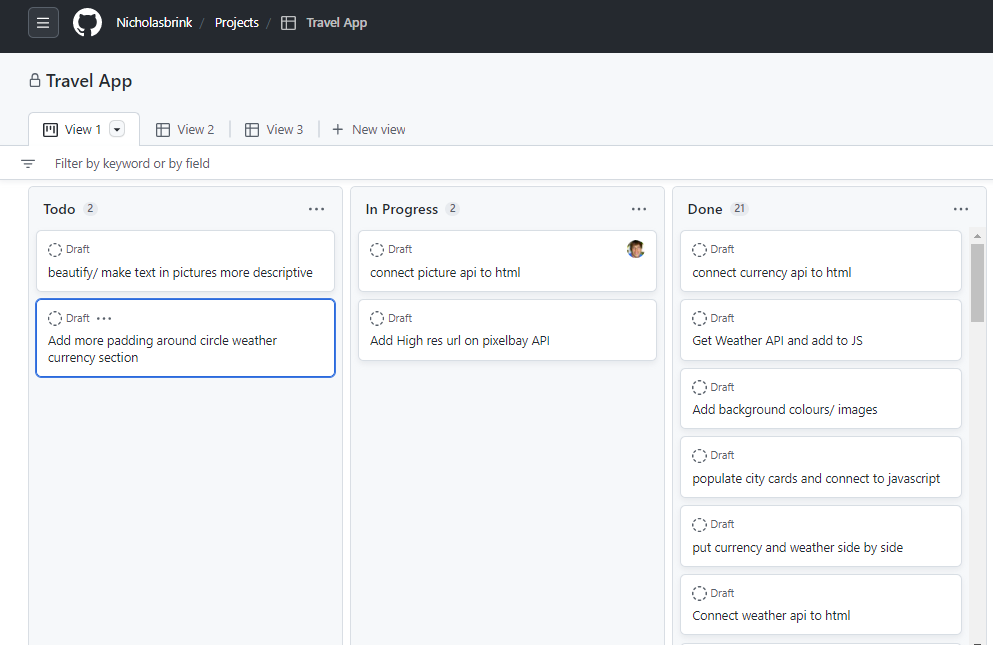 Nicholasbrink / Projects / Travel App
Travel App
View 1 View 2 View 3 New view
Filter by keyword or by field
Todo 2
Draft
beautify/ make text in pictures more descriptive
Draft
Add more padding around circle weather
currency section
In Progress 2
Draft
connect picture api to html
Draft
Add High res url on pixelbay API
Done 21
Draft
connect currency api to html
Draft
Get Weather API and add to JS
Draft
Add background colours/ images
Draft
populate city cards and connect to javascript
Draft
put currency and weather side by side
Draft
Connect weather api to html